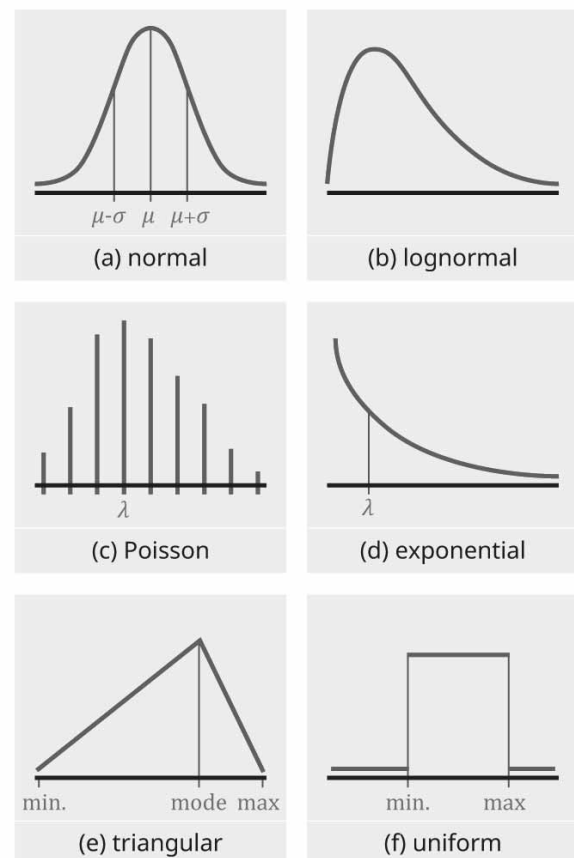 μ-σ μ μ+σ
(a) normal
(b) lognormal
λ
(c) Poisson
λ
(d) exponential
min. mode max
(e) triangular
min. max
(f) uniform